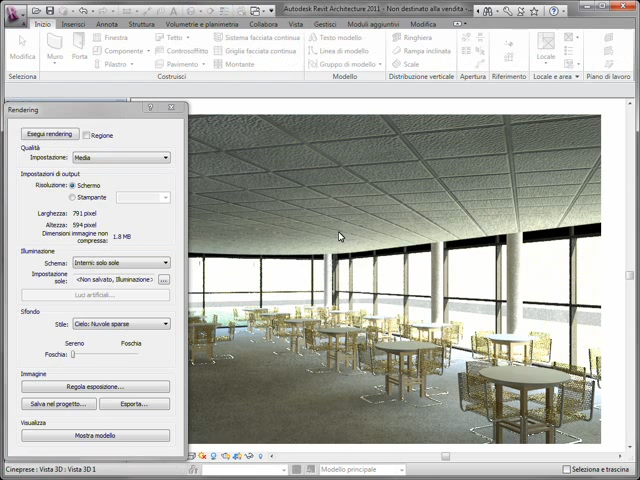 Autodesk Revit Architecture 2011 - Non destinato alla vendita -
Inizio Inserisci Annota Struttura Volumetrie e planimetria Collabora Vista Gestisci Moduli aggiuntivi Modifica
Modifica
Muro
Porta
Finestra
Componente
Pilastro
Tetto
Controsoffitto
Pavimento
Sistema facciata continua
Griglia facciata continua
Montante
Testo modello
Linea di modello
Gruppo di modello
Ringhiera
Rampa inclinata
Scale
Locale
Seleziona Costruisci Modello Distribuzione verticale Apertura Riferimento Locale e area Piano di lavoro
Rendering
Esegui rendering Regione
Qualità
Impostazione: Media
Impostazioni di output
Risoluzione: Schermo
Stampante
Larghezza: 791 pixel
Altezza: 594 pixel
Dimensioni immagine non compressa: 1.8 MB
Illuminazione
Schema: Interni: solo sole
Impostazione sole: <Non salvato, Illuminazione> ...
Luci artificiali...
Sfondo
Stile: Cielo: Nuvole sparse
Sereno Foschia
Foschia:
Immagine
Regola esposizione...
Salva nel progetto... Esporta...
Visualizza
Mostra modello
Cineprese : Vista 3D : Vista 3D 1
Modello principale
Seleziona e trascina